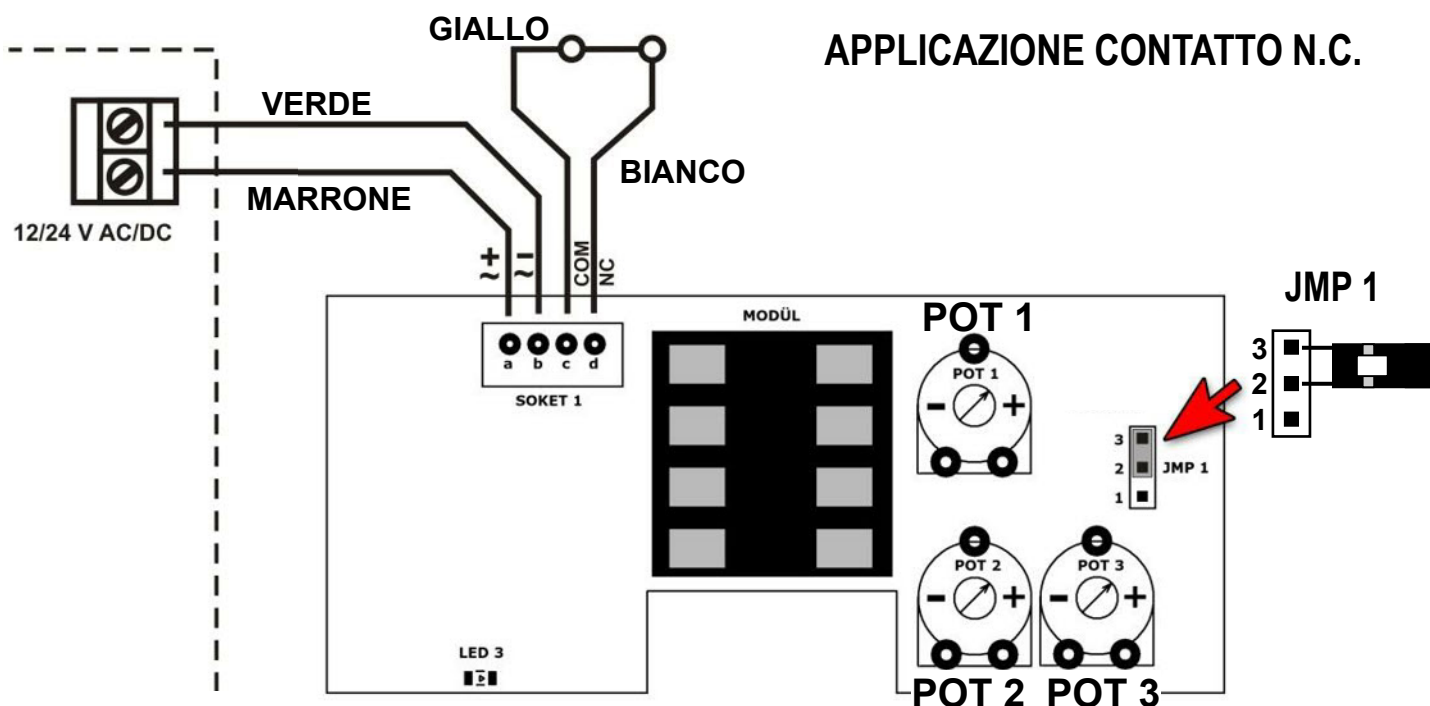 GIALLO
APPLICAZIONE CONTATTO N.C.
VERDE
BIANCO
MARRONE
12/24 V AC/DC
~+
~-
COM
NC
a b c d
SOKET 1
MODÜL
POT 1
POT 1
- +
JMP 1
3
2
1
3
2
1
JMP 1
POT 2
- +
POT 3
- +
LED 3
POT 2 POT 3